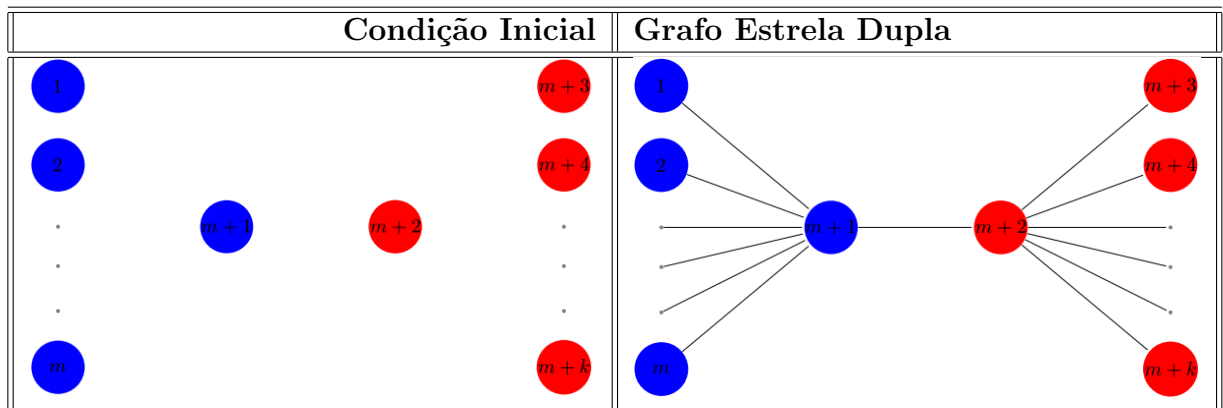 Condição Inicial Grafo Estrela Dupla
1 m + 3 1 m + 3
2 m + 4 2 m + 4
m + 1 m + 2 m + 1 m + 2
m m + k m m + k